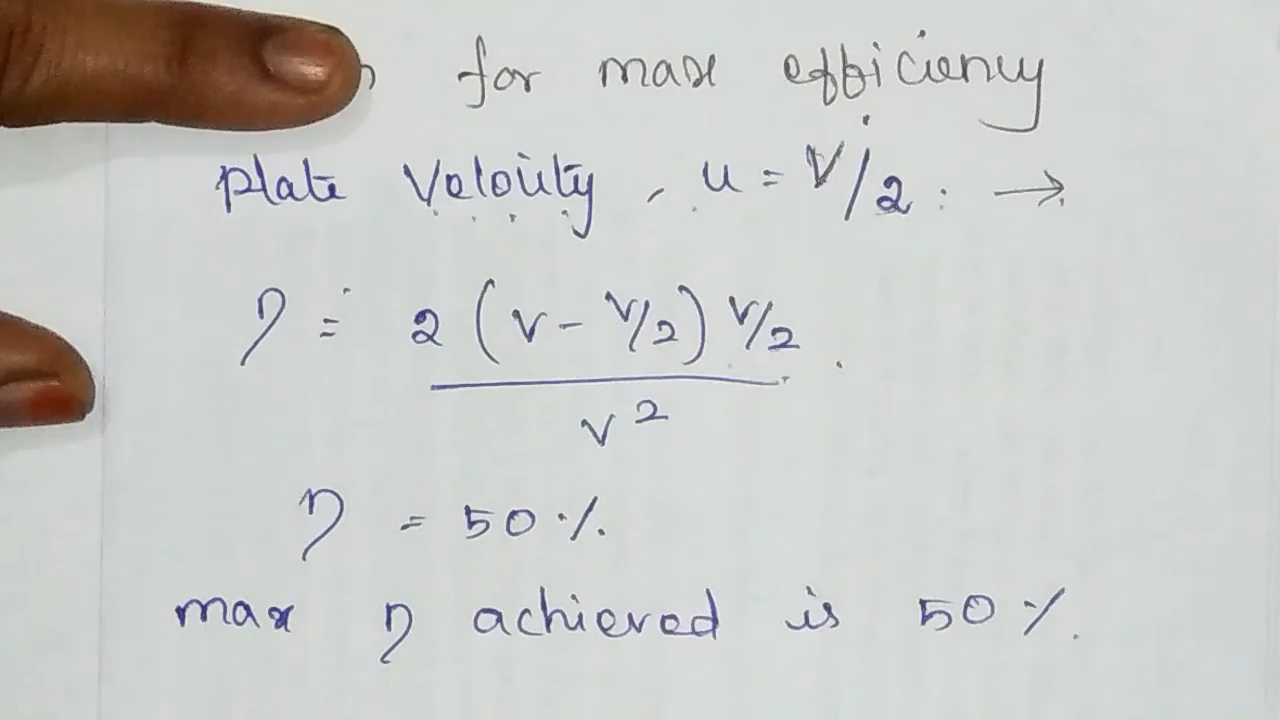 for max efficiency
plate velocity, u = V/2 : →
η = 2 (v - v/2) v/2
v²
η = 50 %
max η achieved is 50 %.